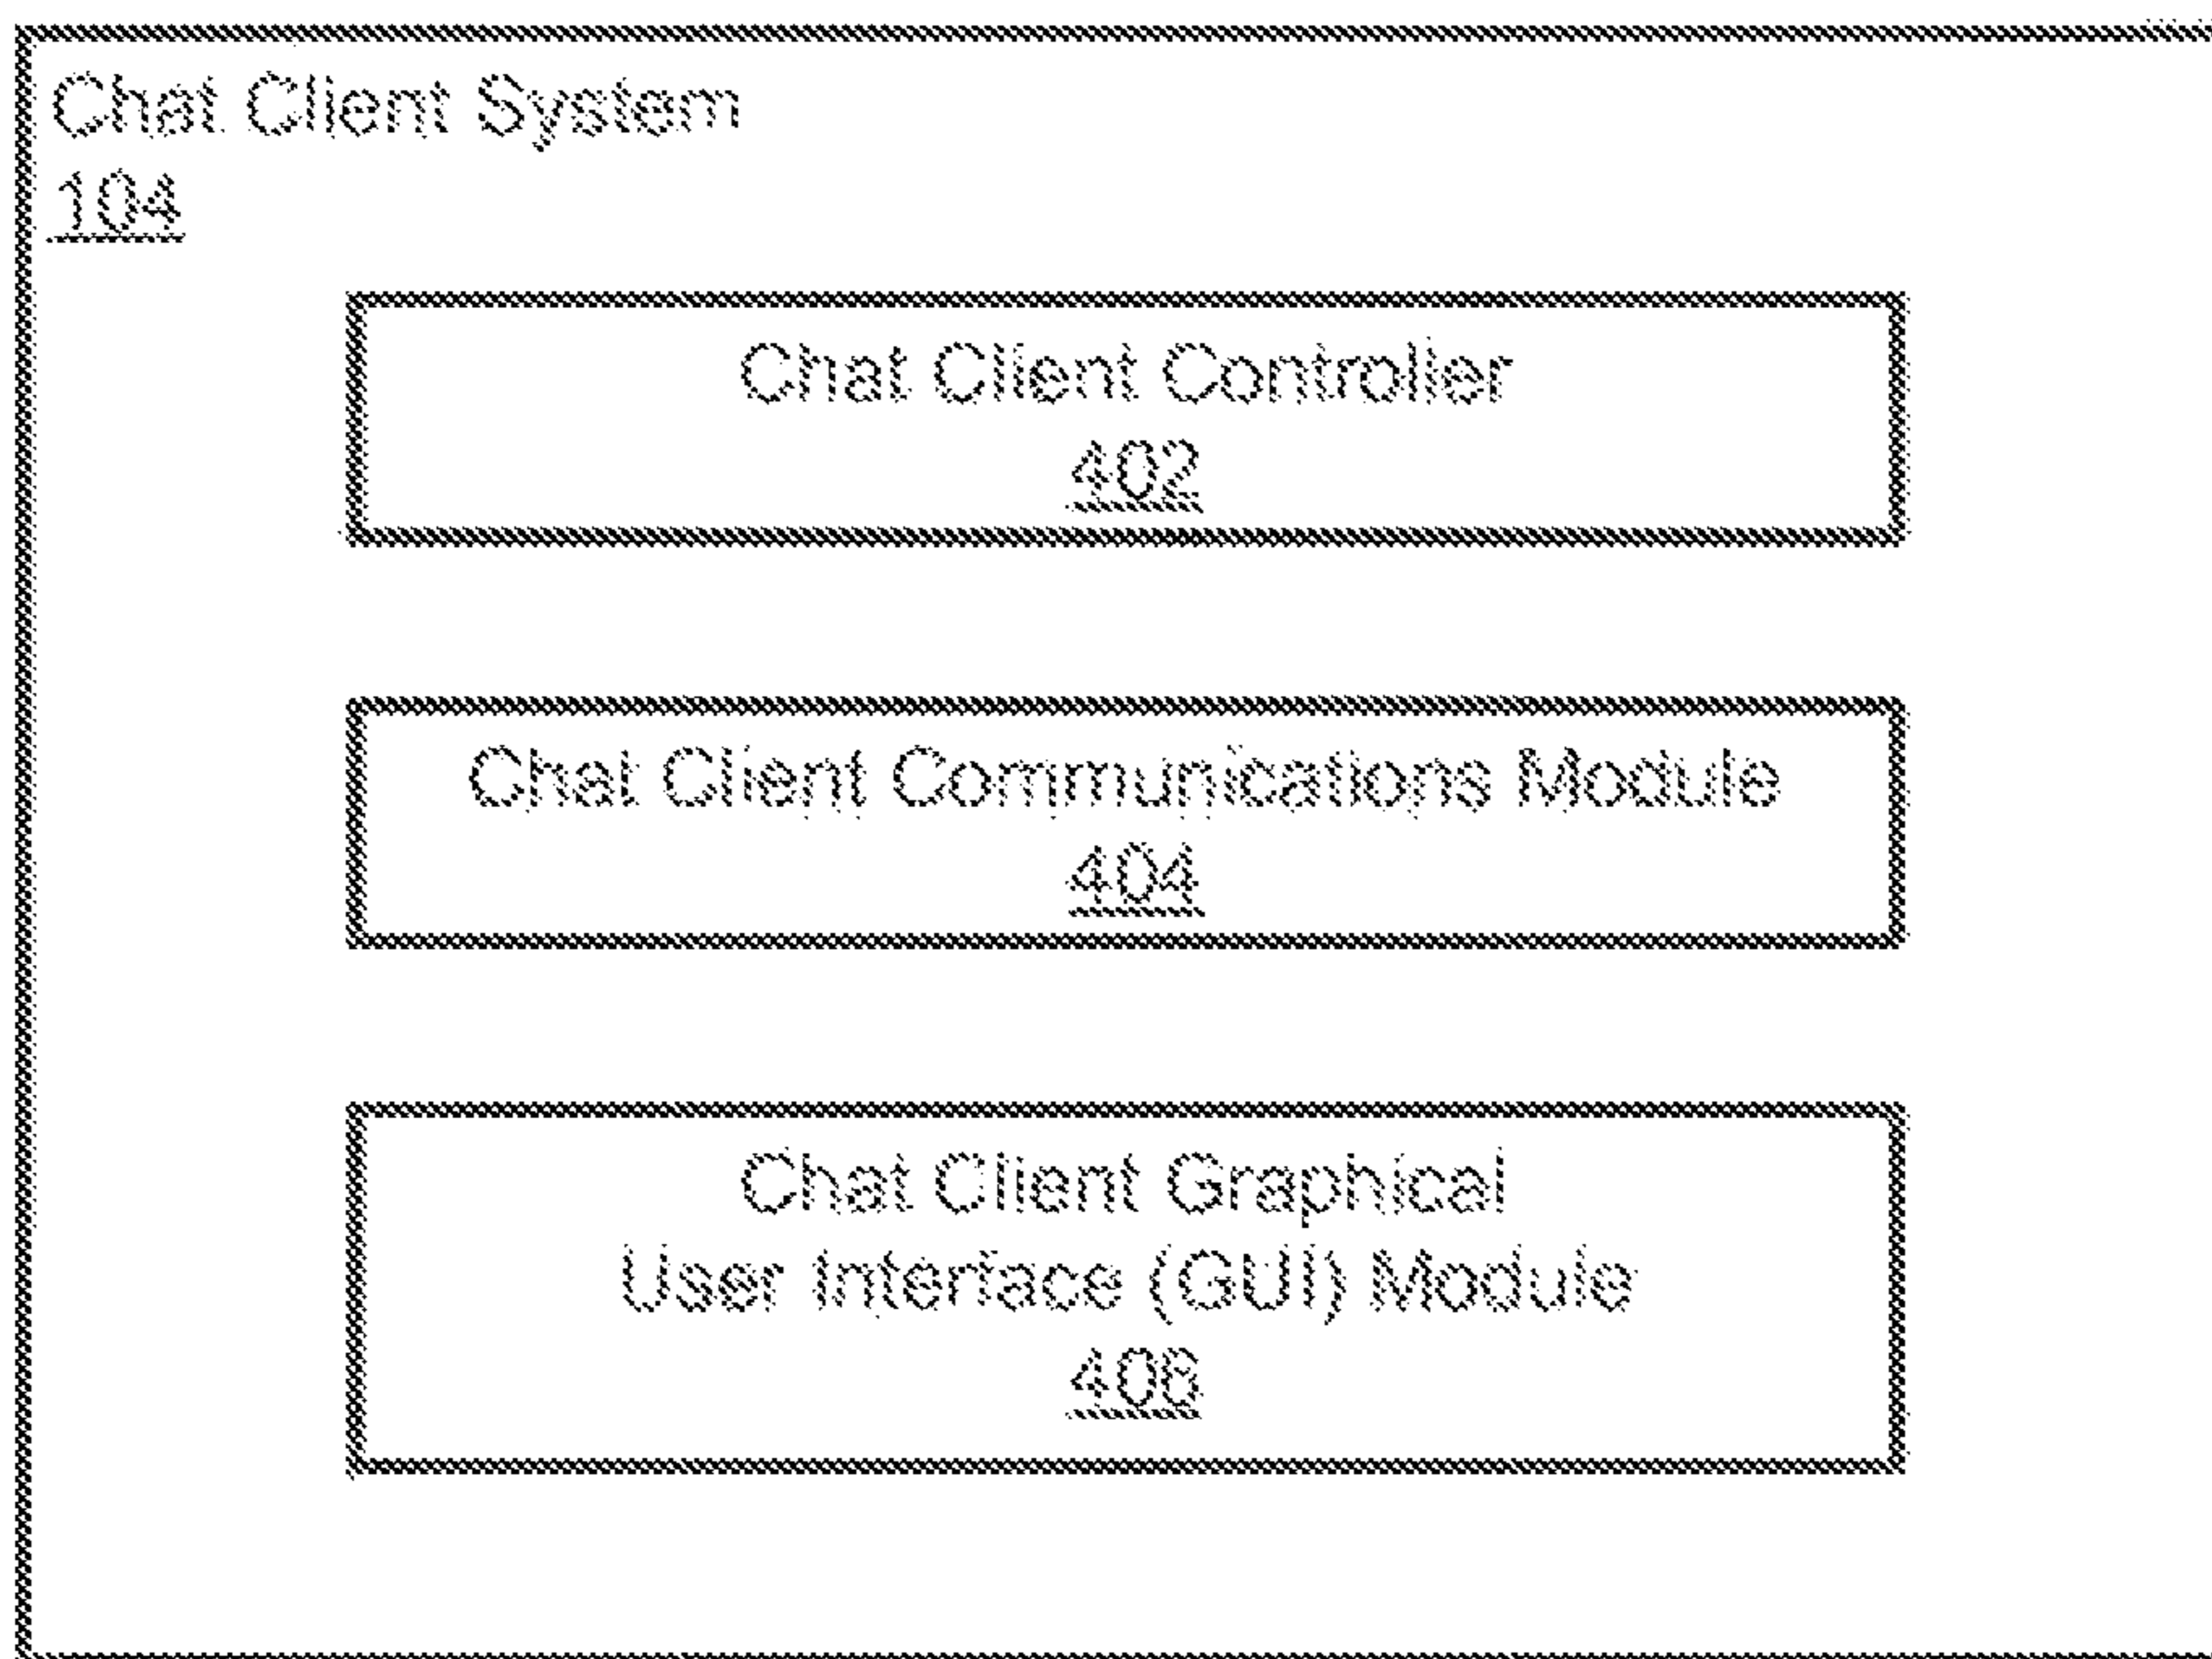 Chat Client System
104
Chat Client Controller
402
Chat Client Communications Module
404
Chat Client Graphical
User Interface (GUI) Module
406